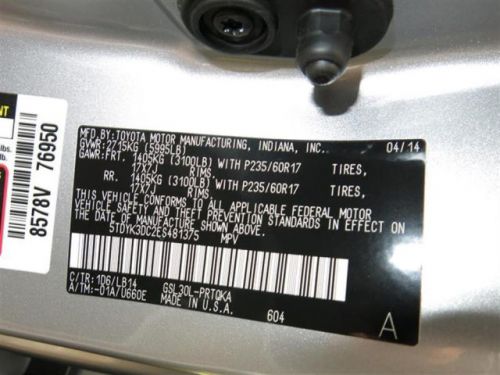 MFD.BY:TOYOTA MOTOR MANUFACTURING, INDIANA, INC. 04/14
GVWR: 2715KG (5995LB)
GAWR:FRT. 1405KG (3100LB) WITH P235/60R17 TIRES,
17X7J RIMS
RR. 1405KG (3100LB) WITH P235/60R17 TIRES,
17X7J RIMS
THIS VEHICLE CONFORMS TO ALL APPLICABLE FEDERAL MOTOR
VEHICLE SAFETY AND THEFT PREVENTION STANDARDS IN EFFECT ON
THE DATE OF MANUFACTURE SHOWN ABOVE.
5TDYK3DC2ES481375 MPV
C/TR:1D6/LB14 GSL30L-PRTQKA
A/TM:-01A/U660E MADE IN U.S.A.
604
A
8578V 76950
lbs.